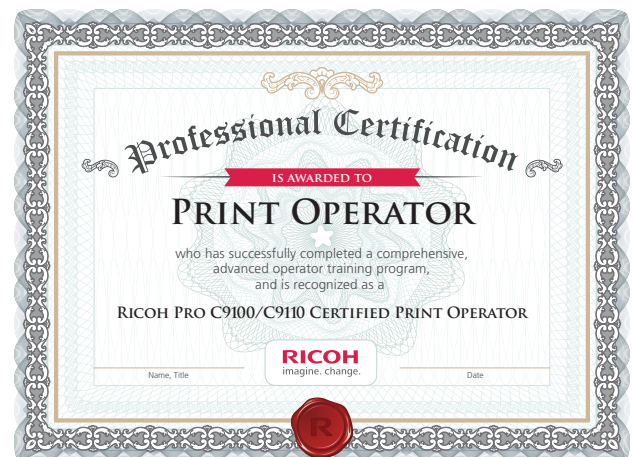 Professional Certification
IS AWARDED TO
PRINT OPERATOR
who has successfully completed a comprehensive,
advanced operator training program,
and is recognized as a
RICOH PRO C9100/C9110 CERTIFIED PRINT OPERATOR
RICOH
imagine. change.
Name, Title
Date
R